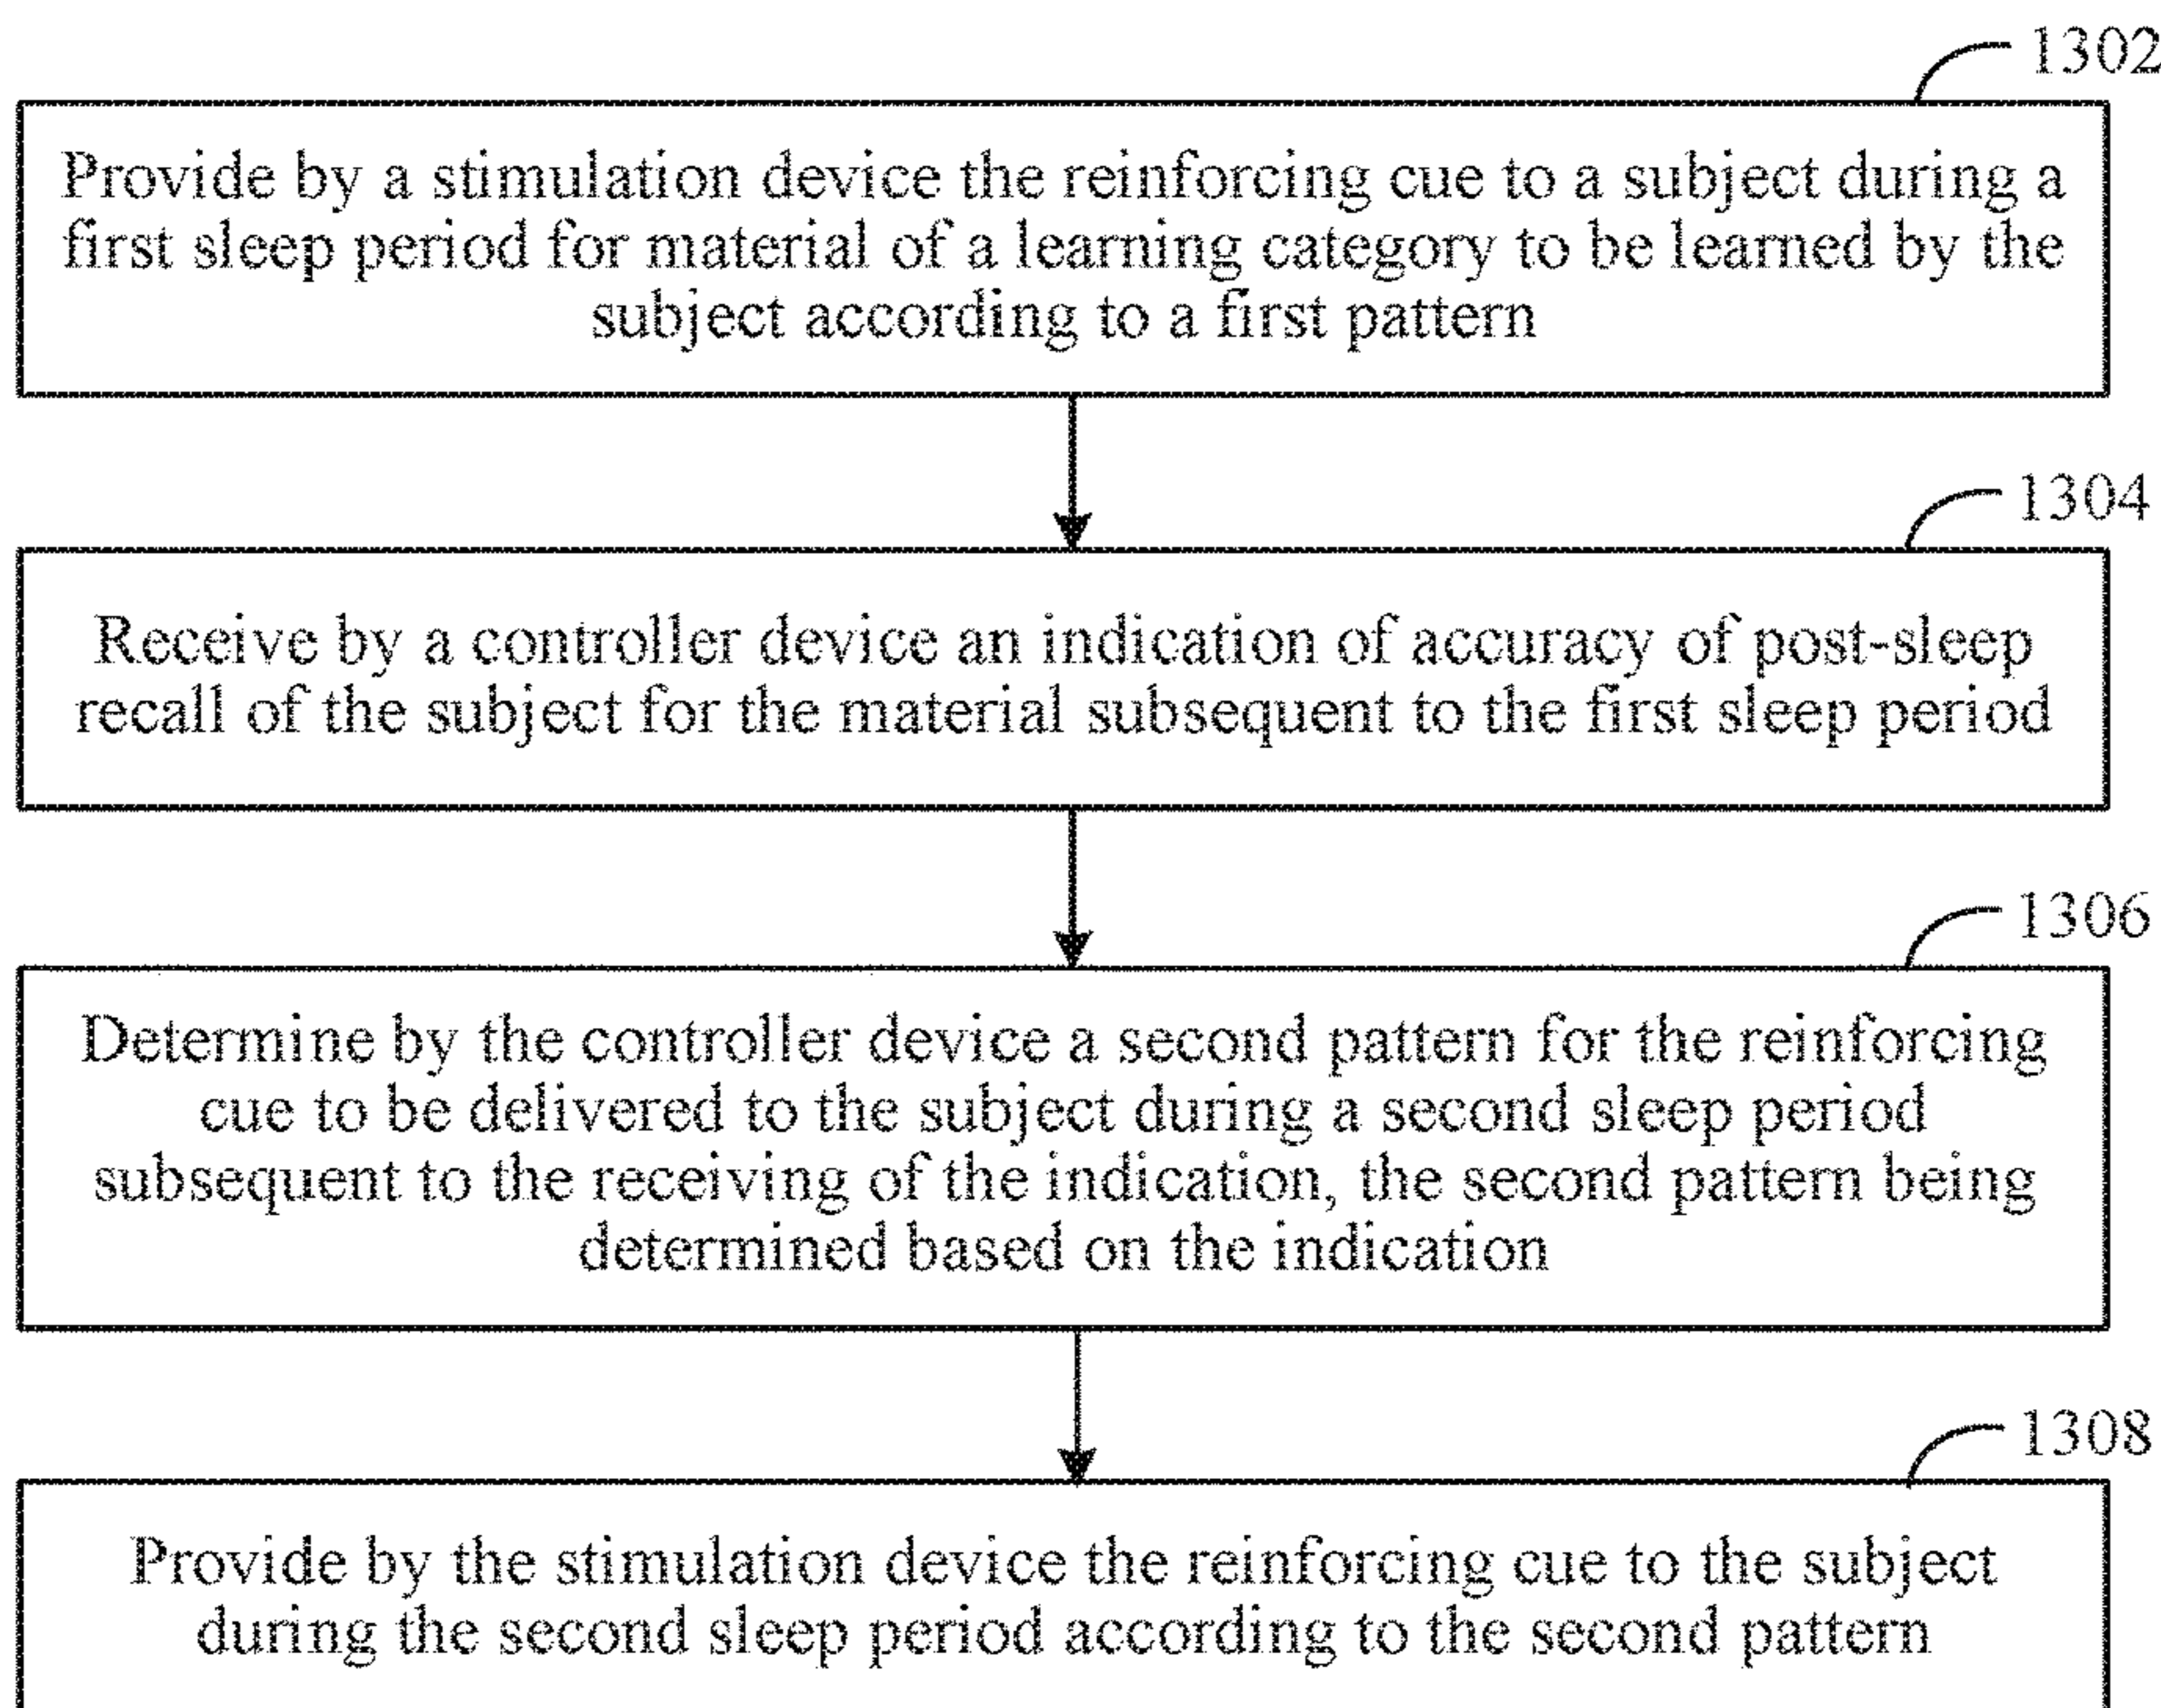 1302
Provide by a stimulation device the reinforcing cue to a subject during a
first sleep period for material of a learning category to be learned by the
subject according to a first pattern
1304
Receive by a controller device an indication of accuracy of post-sleep
recall of the subject for the material subsequent to the first sleep period
1306
Determine by the controller device a second pattern for the reinforcing
cue to be delivered to the subject during a second sleep period
subsequent to the receiving of the indication, the second pattern being
determined based on the indication
1308
Provide by the stimulation device the reinforcing cue to the subject
during the second sleep period according to the second pattern